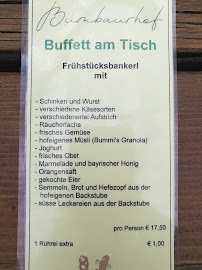 Bumbaurhof
Buffett am Tisch
Frühstücksbankerl
mit
- Schinken und Wurst
- verschiedene Käsesorten
- verschiedenerlei Aufstrich
- Räucherlachs
- frisches Gemüse
- hofeigenes Müsli (Bummi's Granola)
- Joghurt
- frisches Obst
- Marmelade und bayrischer Honig
- Orangensaft
- gekochte Eier
- Semmeln, Brot und Hefezopf aus der
hofeigenen Backstube
- süsse Leckereien aus der Backstube
pro Person € 17,50
1 Rührei extra € 1,00